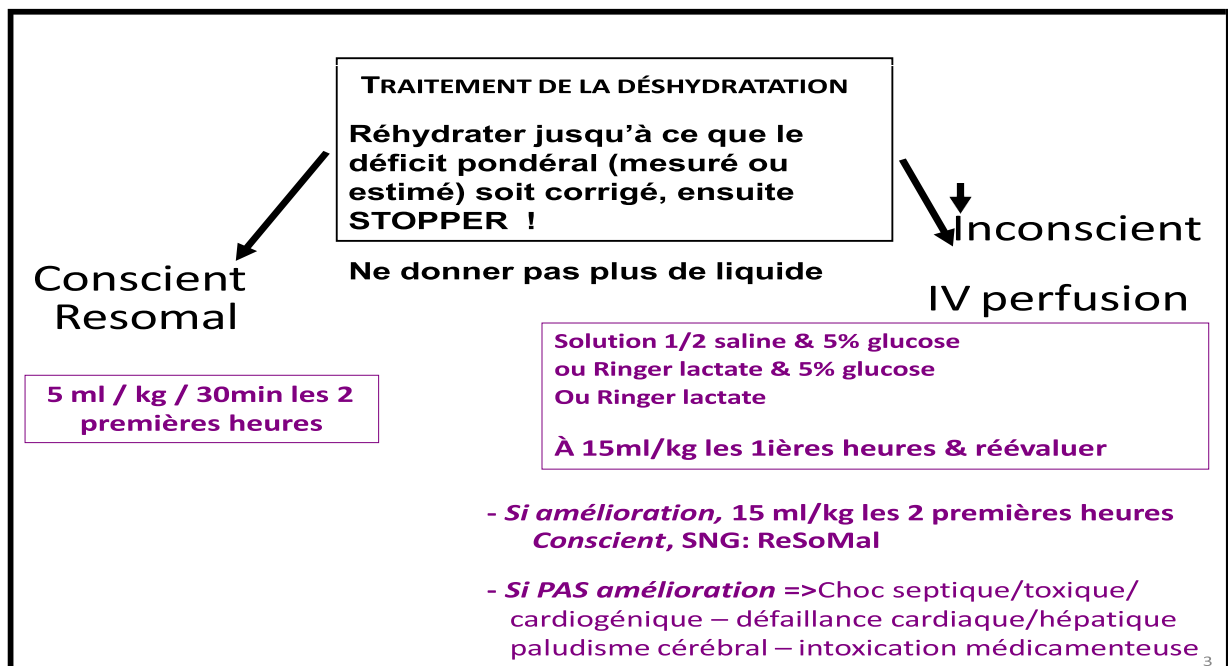 TRAITEMENT DE LA DÉSHYDRATATION
Réhydrater jusqu’à ce que le
déficit pondéral (mesuré ou
estimé) soit corrigé, ensuite
STOPPER !
Ne donner pas plus de liquide
Conscient
Resomal
5 ml / kg / 30min les 2
premières heures
Inconscient
IV perfusion
Solution 1/2 saline & 5% glucose
ou Ringer lactate & 5% glucose
Ou Ringer lactate
À 15ml/kg les 1ières heures & réévaluer
- Si amélioration, 15 ml/kg les 2 premières heures
Conscient, SNG: ReSoMal
- Si PAS amélioration =>Choc septique/toxique/
cardiogénique – défaillance cardiaque/hépatique
paludisme cérébral – intoxication médicamenteuse
3